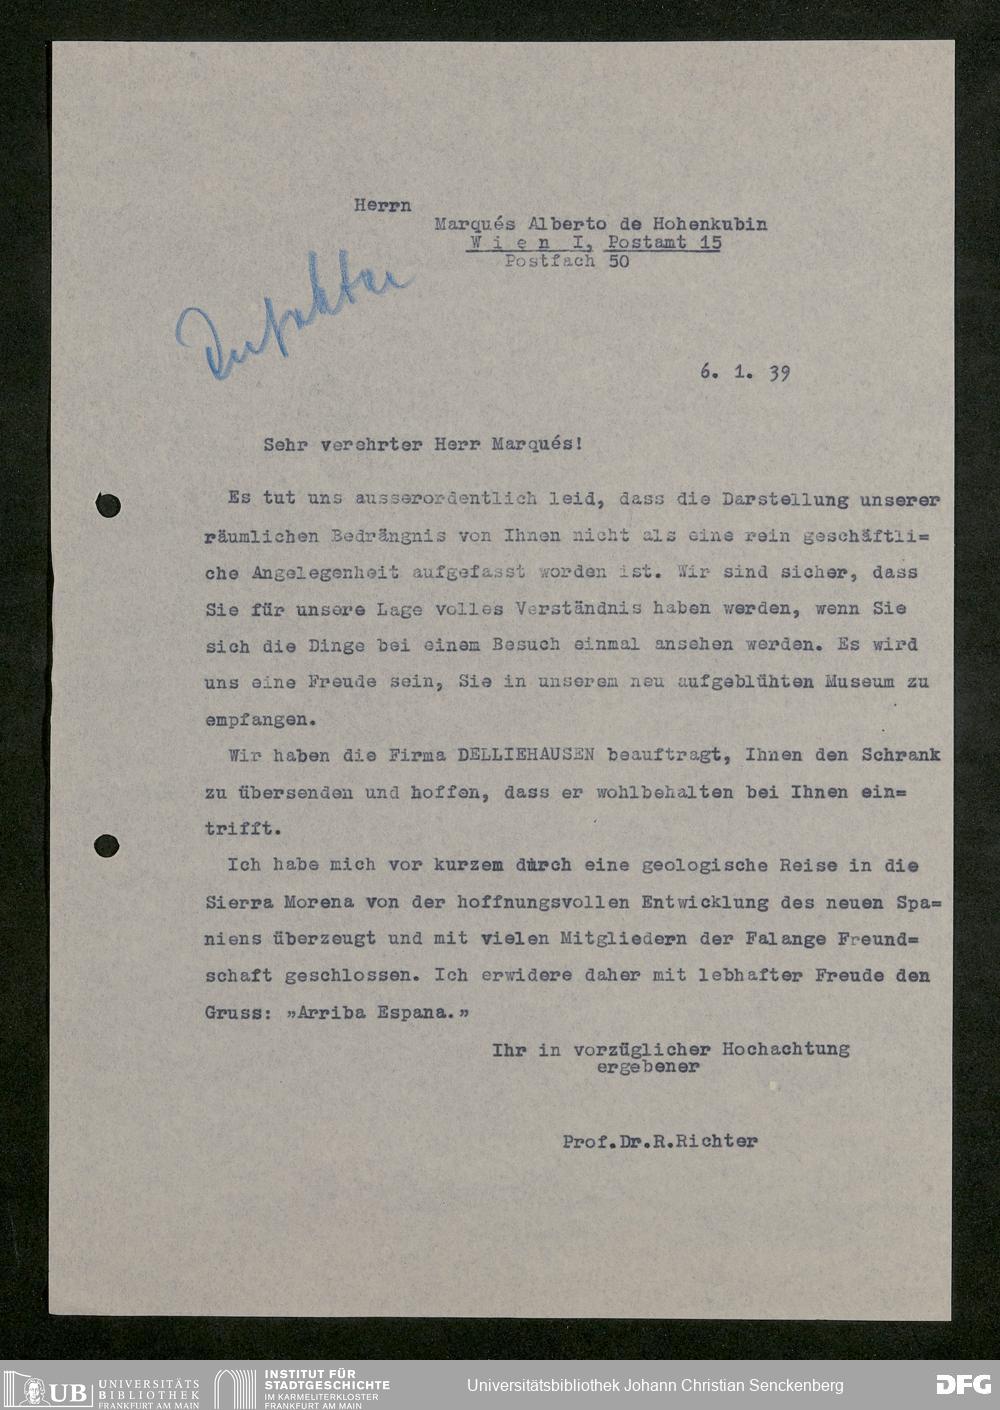 Herrn
Marqués Alberto de Hohenkubin
W i e n  I, Postamt 15
Postfach 50
6. 1. 39
Sehr verehrter Herr Marqués!
Es tut uns ausserordentlich leid, dass die Darstellung unserer
räumlichen Bedrängnis von Ihnen nicht als eine rein geschäftli=
che Angelegenheit aufgefasst worden ist. Wir sind sicher, dass
Sie für unsere Lage volles Verständnis haben werden, wenn Sie
sich die Dinge bei einem Besuch einmal ansehen werden. Es wird
uns eine Freude sein, Sie in unserem neu aufgeblühten Museum zu
empfangen.
Wir haben die Firma DELLIEHAUSEN beauftragt, Ihnen den Schrank
zu übersenden und hoffen, dass er wohlbehalten bei Ihnen ein=
trifft.
Ich habe mich vor kurzem durch eine geologische Reise in die
Sierra Morena von der hoffnungsvollen Entwicklung des neuen Spa=
niens überzeugt und mit vielen Mitgliedern der Falange Freund=
schaft geschlossen. Ich erwidere daher mit lebhafter Freude den
Gruss: »Arriba Espana.»
Ihr in vorzüglicher Hochachtung
ergebener
Prof.Dr.R.Richter
UB UNIVERSITÄTS
BIBLIOTHEK
FRANKFURT AM MAIN
INSTITUT FÜR
STADTGESCHICHTE
IM KARMELITERKLOSTER
FRANKFURT AM MAIN
Universitätsbibliothek Johann Christian Senckenberg
DFG